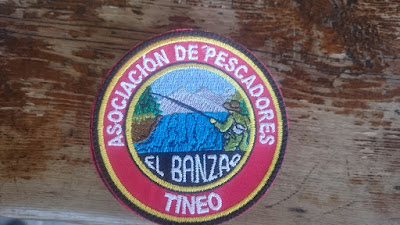 ASOCIACIÓN DE PESCADORES
EL BANZAO
TINEO